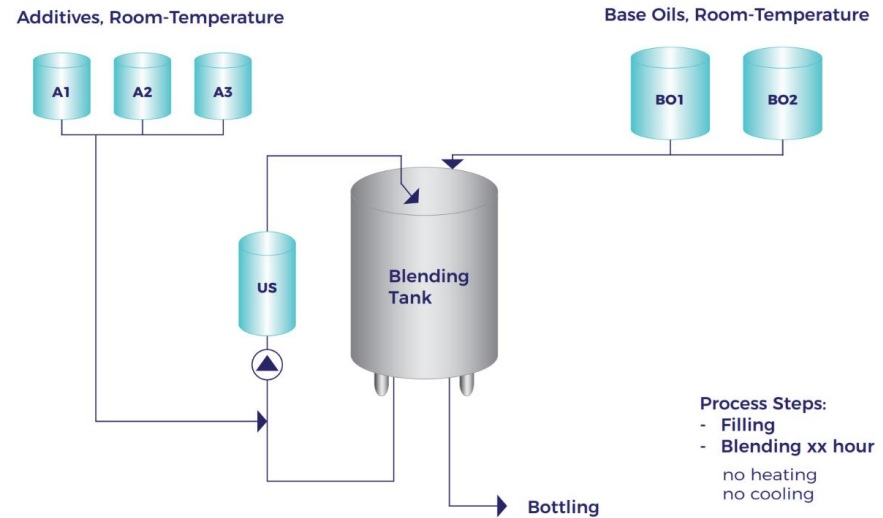 Additives, Room-Temperature
Base Oils, Room-Temperature
A1
A2
A3
BO1
BO2
US
Blending
Tank
Process Steps:
- Filling
- Blending xx hour
no heating
no cooling
Bottling